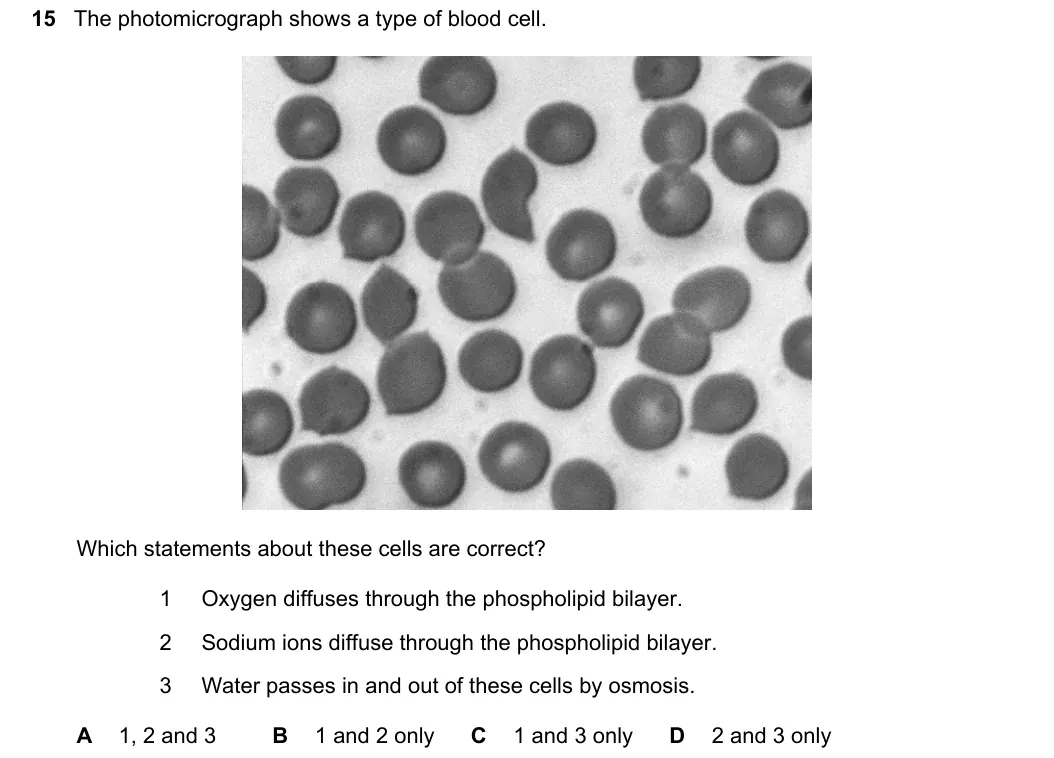 15 The photomicrograph shows a type of blood cell.
Which statements about these cells are correct?
1 Oxygen diffuses through the phospholipid bilayer.
2 Sodium ions diffuse through the phospholipid bilayer.
3 Water passes in and out of these cells by osmosis.
A 1, 2 and 3 B 1 and 2 only C 1 and 3 only D 2 and 3 only